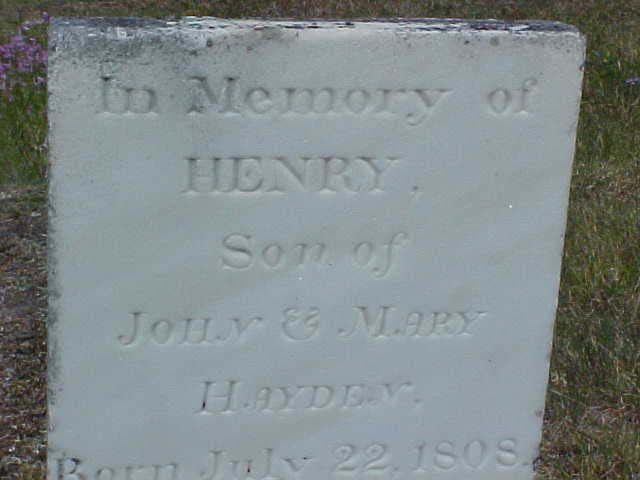 In Memory of
HENRY,
Son of
JOHN & MARY
HAYDEN.
Born July 22, 1808.